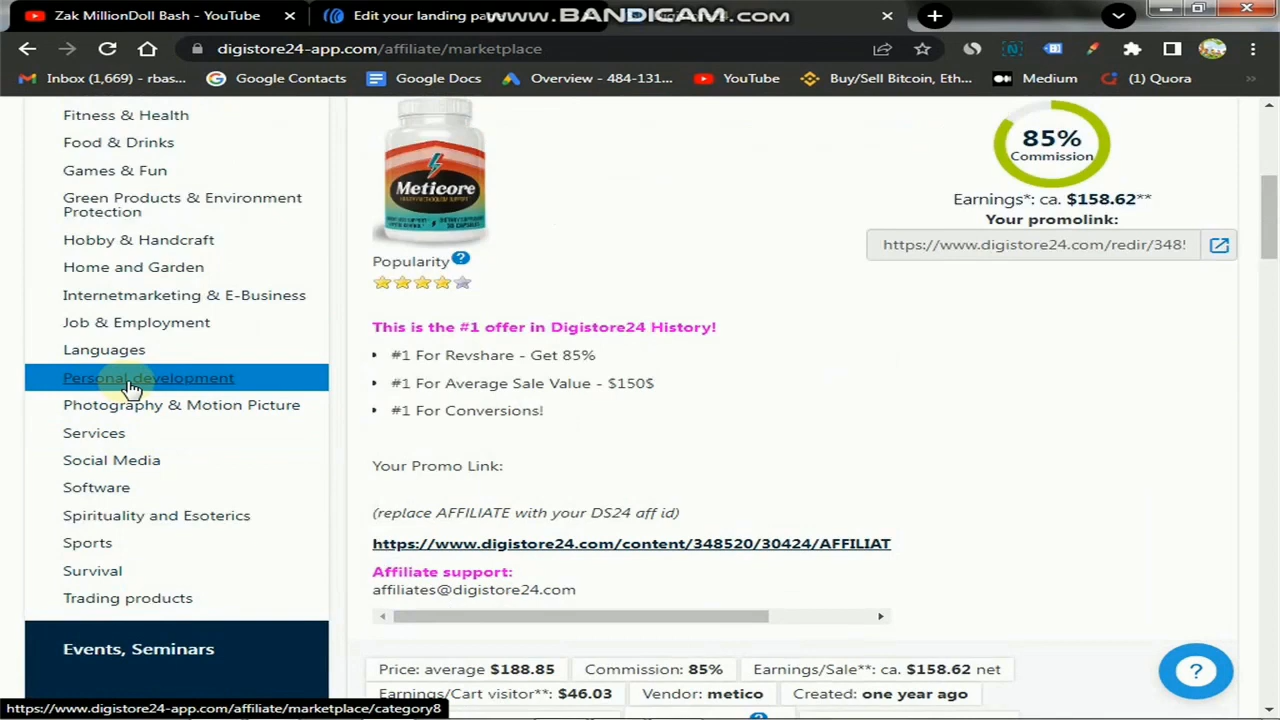 Zak MillionDoll Bash - YouTube
Edit your landing pa
www.BANDICAM.com
digistore24-app.com/affiliate/marketplace
Inbox (1,669) - rbas...
Google Contacts
Google Docs
Overview - 484-131...
YouTube
Buy/Sell Bitcoin, Eth...
Medium
(1) Quora
Fitness & Health
Food & Drinks
Games & Fun
Green Products & Environment
Protection
Hobby & Handcraft
Home and Garden
Internetmarketing & E-Business
Job & Employment
Languages
Personal development
Photography & Motion Picture
Services
Social Media
Software
Spirituality and Esoterics
Sports
Survival
Trading products
Events, Seminars
https://www.digistore24-app.com/affiliate/marketplace/category8
Meticore
Popularity
85%
Commission
Earnings*: ca. $158.62**
Your promolink:
https://www.digistore24.com/redir/348!
This is the #1 offer in Digistore24 History!
• #1 For Revshare - Get 85%
• #1 For Average Sale Value - $150$
• #1 For Conversions!
Your Promo Link:
(replace AFFILIATE with your DS24 aff id)
https://www.digistore24.com/content/348520/30424/AFFILIAT
Affiliate support:
affiliates@digistore24.com
Price: average $188.85
Commission: 85%
Earnings/Sale**: ca. $158.62 net
Earnings/Cart visitor**: $46.03
Vendor: metico
Created: one year ago